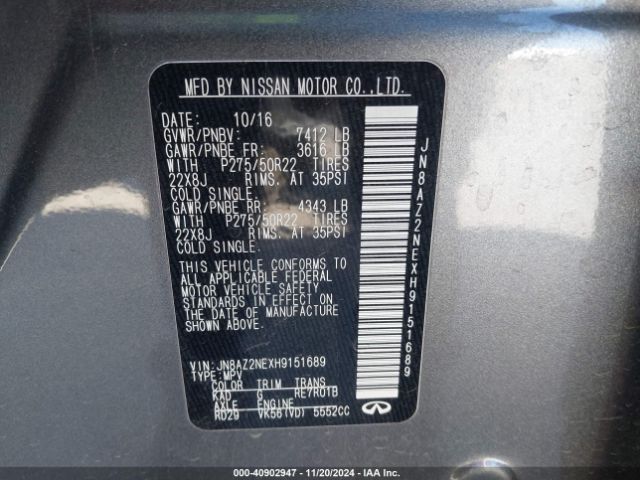 MFD BY NISSAN MOTOR CO.,LTD.
DATE: 10/16
GVWR/PNBV: 7412 LB
GAWR/PNBE FR: 3616 LB
WITH P275/50R22 TIRES
22X8J RIMS. AT 35PSI
COLD SINGLE.
GAWR/PNBE RR: 4343 LB
WITH P275/50R22 TIRES
22X8J RIMS. AT 35PSI
COLD SINGLE.
THIS VEHICLE CONFORMS TO
ALL APPLICABLE FEDERAL
MOTOR VEHICLE SAFETY
STANDARDS IN EFFECT ON
THE DATE OF MANUFACTURE
SHOWN ABOVE.
VIN: JN8AZ2NEXH9151689
TYPE: MPV
COLOR TRIM TRANS
KAD G RE7R01B
AXLE ENGINE
RD29 VK56(VD) 5552CC
JN8AZ2NEXH9151689
000-40902947 - 11/20/2024 - IAA Inc.